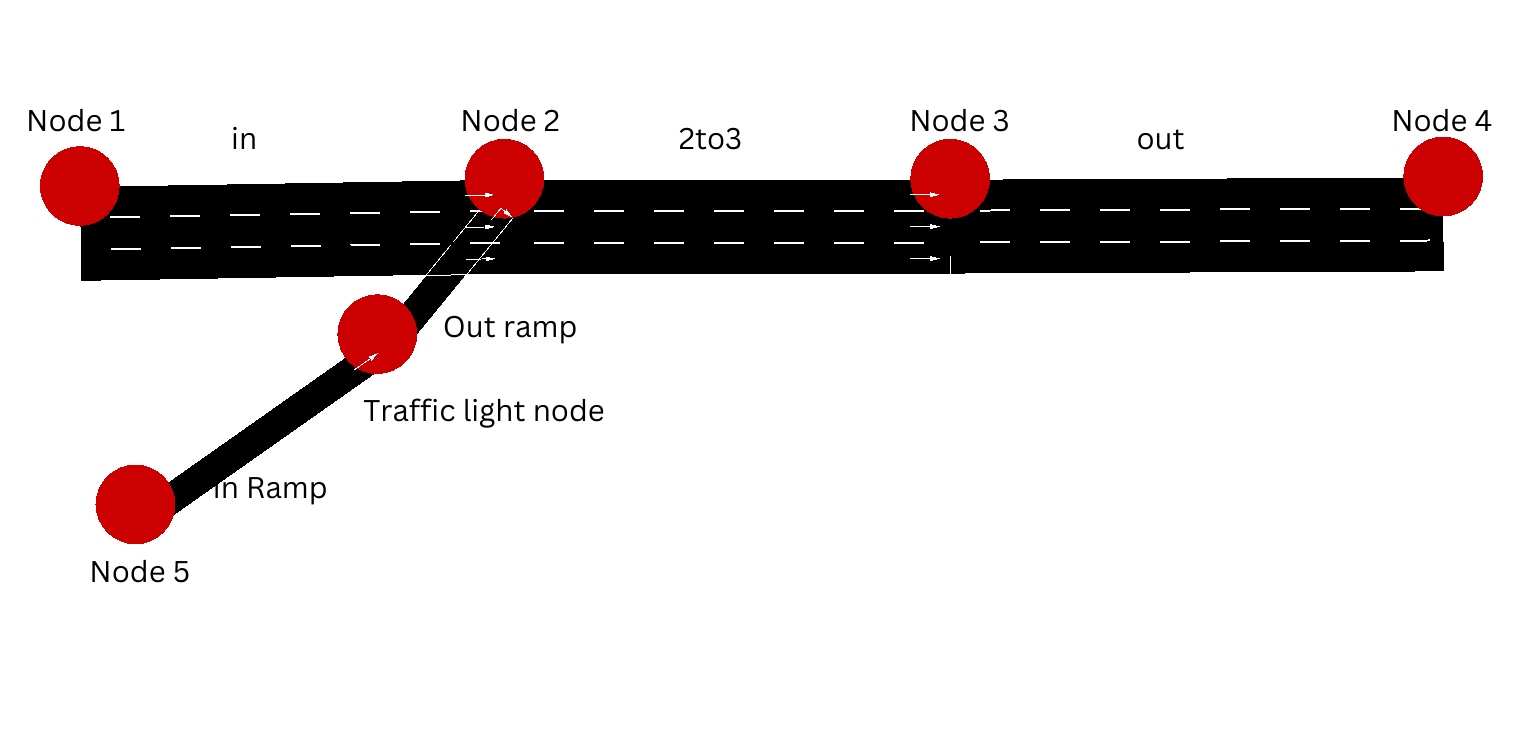 Node 1
in
Node 2
2to3
Node 3
out
Node 4
Out ramp
Traffic light node
in Ramp
Node 5